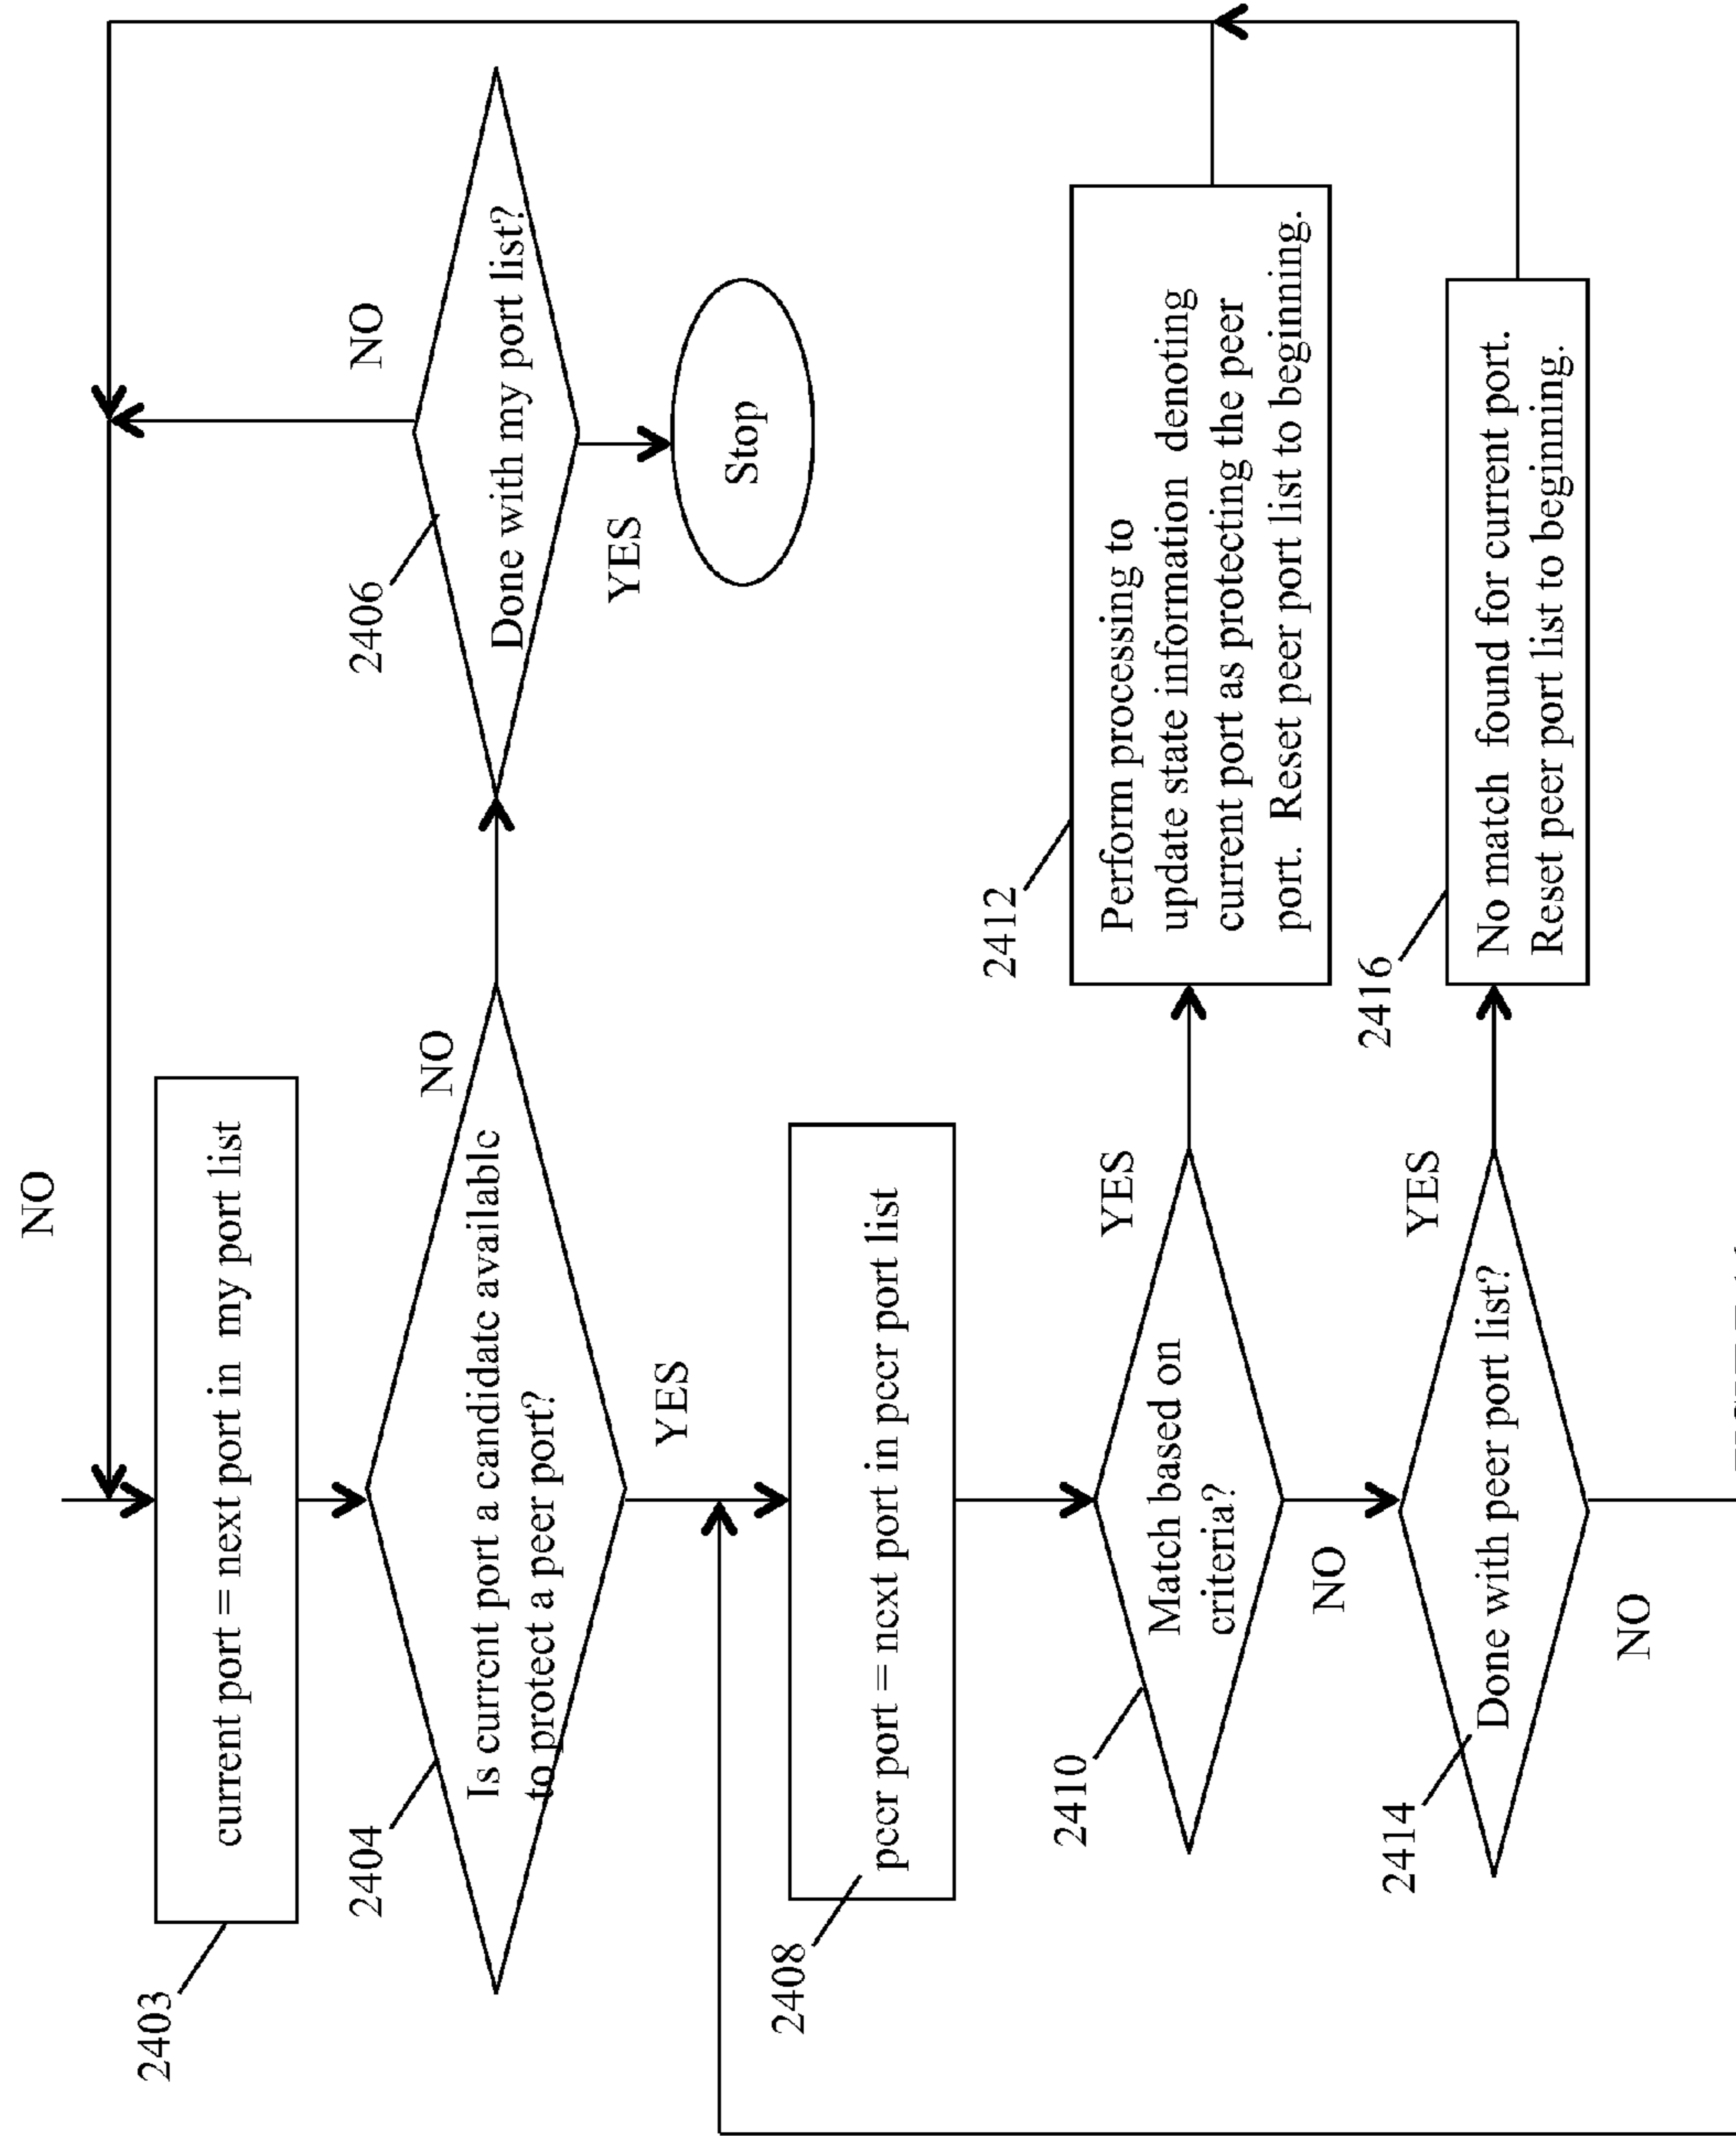 NO
2403
current port = next port in my port list
2404
Is current port a candidate available
to protect a peer port?
NO
YES
2406
Done with my port list?
NO
YES
Stop
2408
peer port = next port in peer port list
2410
Match based on
criteria?
YES
NO
2412
Perform processing to
update state information denoting
current port as protecting the peer
port. Reset peer port list to beginning.
2414
Done with peer port list?
YES
NO
2416
No match found for current port.
Reset peer port list to beginning.